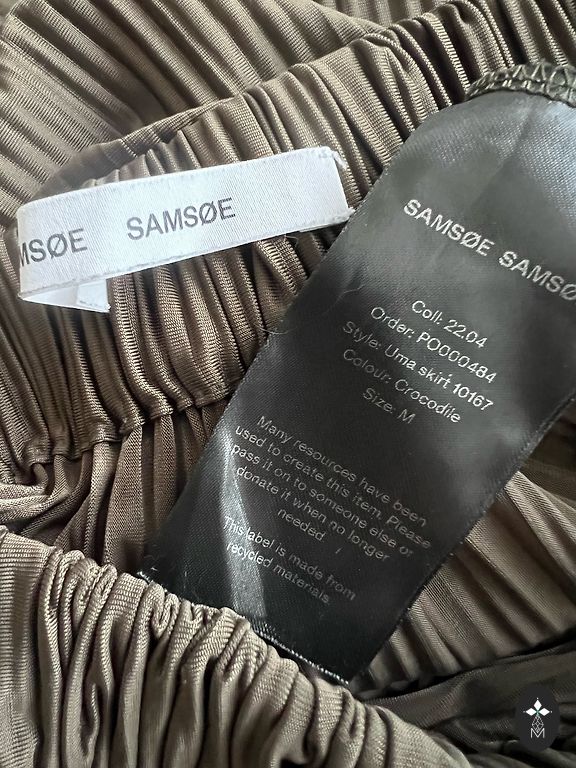 MSØE SAMSØE
SAMSØE SAMSØ
Coll: 22.04
Order: PO000484
Style: Uma skirt 10167
Colour: Crocodile
Size: M
Many resources have been
used to create this item. Please
pass it on to someone else or
donate it when no longer
needed
This label is made from
recycled materials.
M